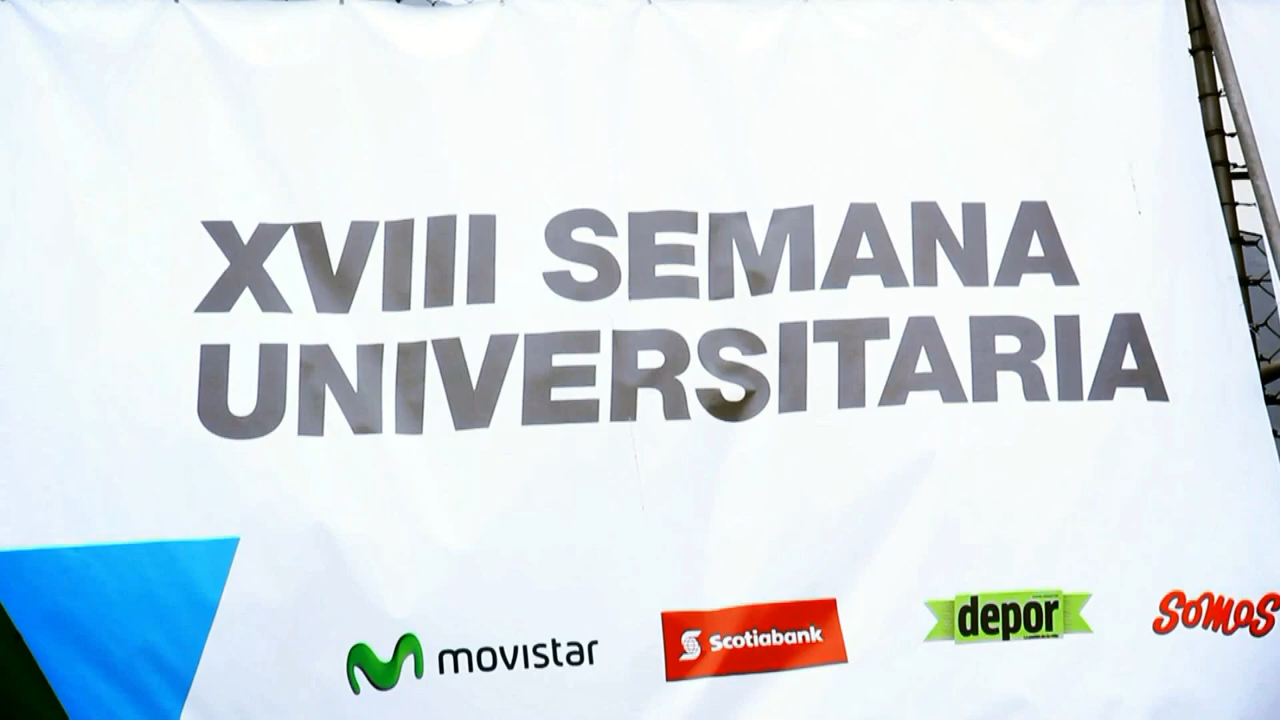 XVIII SEMANA
UNIVERSITARIA
movistar
Scotiabank
depor
somos